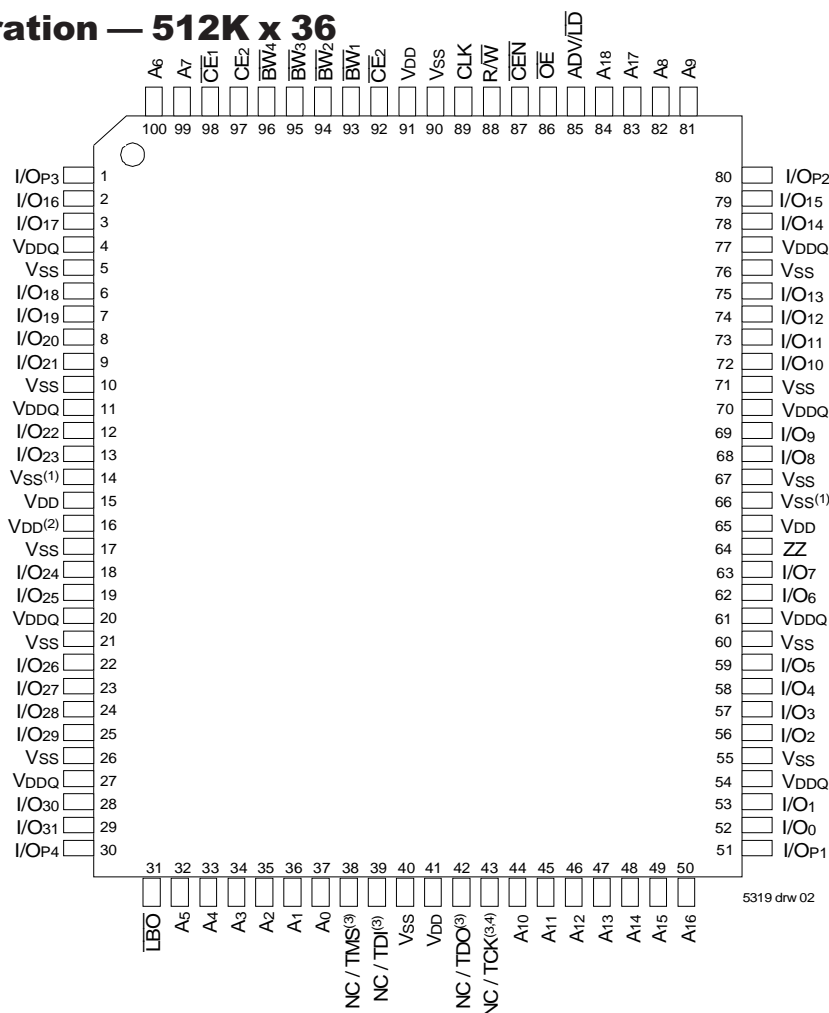 ration — 512K x 36
A6
A7
CE1
CE2
BW4
BW3
BW2
BW1
CE2
VDD
VSS
CLK
R/W
CEN
OE
ADV/LD
A18
A17
A8
A9
100 99 98 97 96 95 94 93 92 91 90 89 88 87 86 85 84 83 82 81
I/OP3 1 80 I/OP2
I/O16 2 79 I/O15
I/O17 3 78 I/O14
VDDQ 4 77 VDDQ
VSS 5 76 VSS
I/O18 6 75 I/O13
I/O19 7 74 I/O12
I/O20 8 73 I/O11
I/O21 9 72 I/O10
VSS 10 71 VSS
VDDQ 11 70 VDDQ
I/O22 12 69 I/O9
I/O23 13 68 I/O8
VSS(1) 14 67 VSS
VDD 15 66 VSS(1)
VDD(2) 16 65 VDD
VSS 17 64 ZZ
I/O24 18 63 I/O7
I/O25 19 62 I/O6
VDDQ 20 61 VDDQ
VSS 21 60 VSS
I/O26 22 59 I/O5
I/O27 23 58 I/O4
I/O28 24 57 I/O3
I/O29 25 56 I/O2
VSS 26 55 VSS
VDDQ 27 54 VDDQ
I/O30 28 53 I/O1
I/O31 29 52 I/O0
I/OP4 30 51 I/OP1
31 32 33 34 35 36 37 38 39 40 41 42 43 44 45 46 47 48 49 50
LBO
A5
A4
A3
A2
A1
A0
NC / TMS(3)
NC / TDI(3)
VSS
VDD
NC / TDO(3)
NC / TCK(3,4)
A10
A11
A12
A13
A14
A15
A16
5319 drw 02